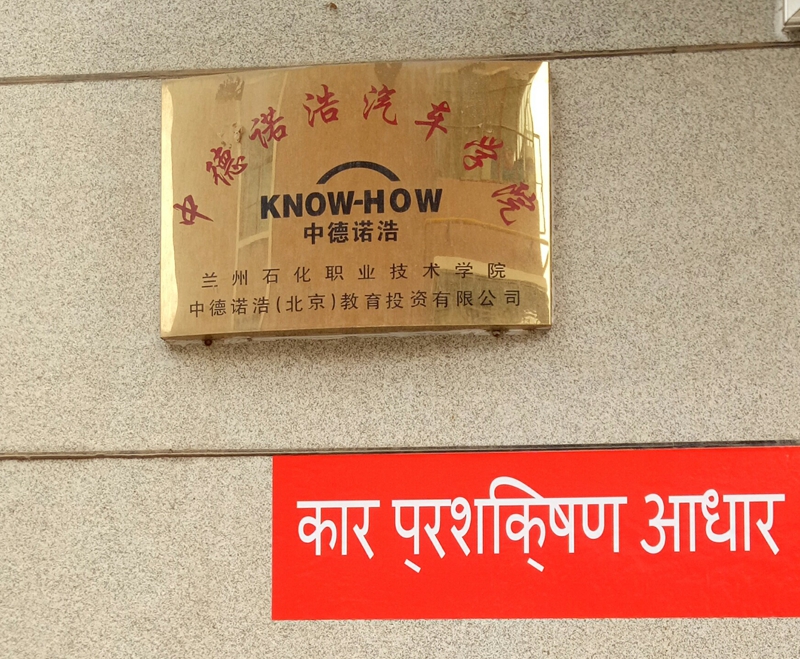 中德诺浩汽车学院
KNOW-HOW
中德诺浩
兰州石化职业技术学院
中德诺浩(北京)教育投资有限公司
कार प्‌रशकि्षण आधार